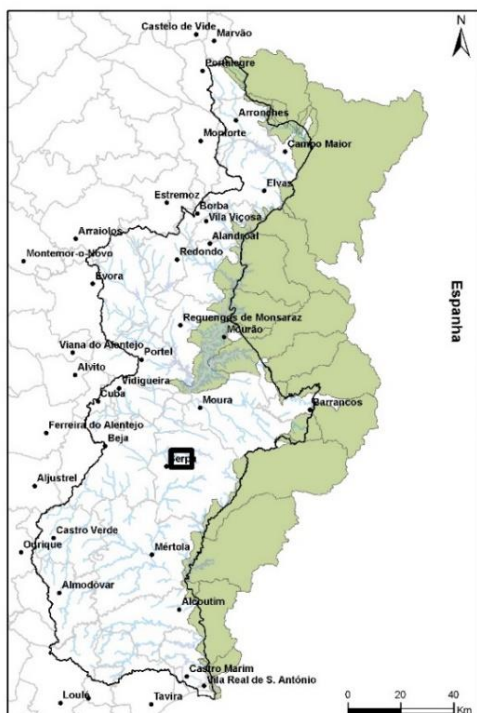 Castelo de Vide
N
Marvão
Portalegre
Arronches
Monforte
Campo Maior
Elvas
Estremoz
Borba
Vila Viçosa
Arraiolos
Alandroal
Montemor-o-Novo
Redondo
Évora
Espanha
Reguengos de Monsaraz
Mourão
Viana do Alentejo
Portel
Alvito
Vidigueira
Cuba
Moura
Barrancos
Ferreira do Alentejo
Beja
Serpa
Aljustrel
Castro Verde
Ourique
Mértola
Almodôvar
Alcoutim
Castro Marim
Vila Real de S. António
Loulé
Tavira
0 20 40
Km